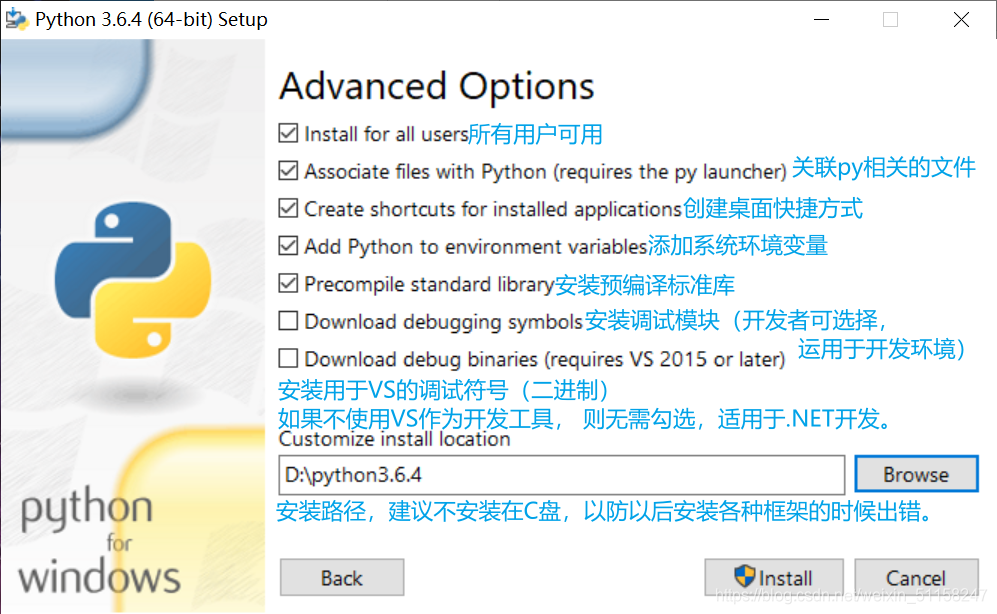 Python 3.6.4 (64-bit) Setup
Advanced Options
Install for all users所有用户可用
Associate files with Python (requires the py launcher) 关联py相关的文件
Create shortcuts for installed applications创建桌面快捷方式
Add Python to environment variables添加系统环境变量
Precompile standard library安装预编译标准库
Download debugging symbols安装调试模块（开发者可选择，
Download debug binaries (requires VS 2015 or later) 运用于开发环境）
安装用于VS的调试符号（二进制）
如果不使用VS作为开发工具， 则无需勾选，适用于.NET开发。
Customize install location
D:\python3.6.4
Browse
安装路径，建议不安装在C盘，以防以后安装各种框架的时候出错。
python
for
windows
Back
Install
Cancel
https://blog.csdn.net/weixin_51158247